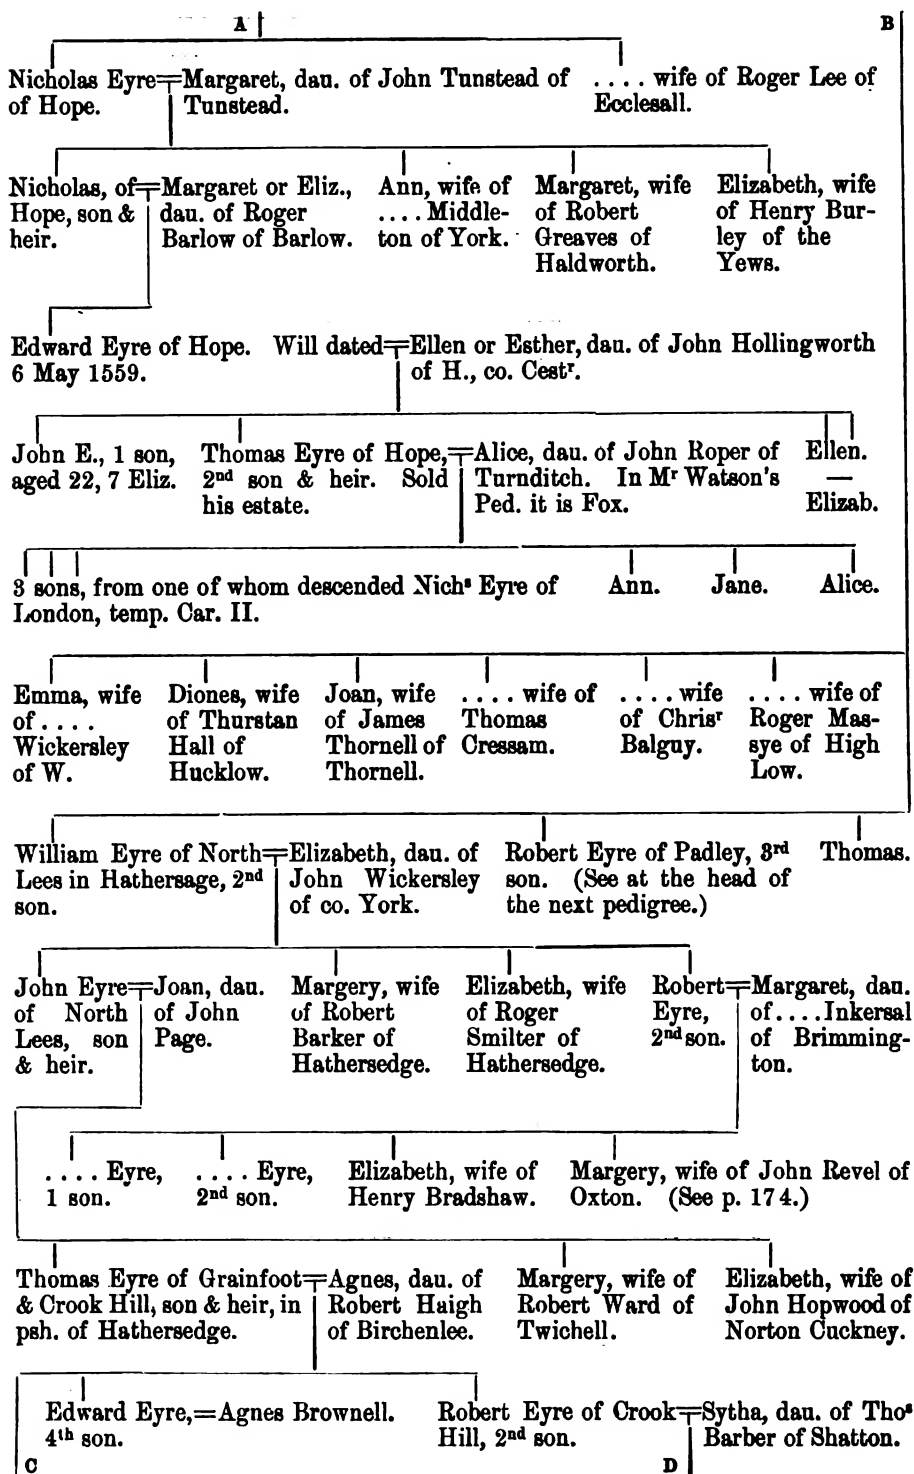 A B
Nicholas Eyre=Margaret, dau. of John Tunstead of .... wife of Roger Lee of
of Hope. Tunstead. Ecclesall.
Nicholas, of=Margaret or Eliz., Ann, wife of Margaret, wife Elizabeth, wife
Hope, son & dau. of Roger .... Middle- of Robert of Henry Bur-
heir. Barlow of Barlow. ton of York. Greaves of ley of the
Haldworth. Yews.
Edward Eyre of Hope. Will dated=Ellen or Esther, dau. of John Hollingworth
6 May 1559. of H., co. Cestʳ.
John E., 1 son, Thomas Eyre of Hope,=Alice, dau. of John Roper of Ellen.
aged 22, 7 Eliz. 2ⁿᵈ son & heir. Sold Turnditch. In Mʳ Watson's —
his estate. Ped. it is Fox. Elizab.
3 sons, from one of whom descended Nichˢ Eyre of Ann. Jane. Alice.
London, temp. Car. II.
Emma, wife Diones, wife Joan, wife .... wife of .... wife .... wife of
of .... of Thurstan of James Thomas of Chrisʳ Roger Mas-
Wickersley Hall of Thornell of Cressam. Balguy. sye of High
of W. Hucklow. Thornell. Low.
William Eyre of North=Elizabeth, dau. of Robert Eyre of Padley, 3ʳᵈ Thomas.
Lees in Hathersage, 2ⁿᵈ John Wickersley son. (See at the head of
son. of co. York. the next pedigree.)
John Eyre=Joan, dau. Margery, wife Elizabeth, wife Robert=Margaret, dau.
of North of John of Robert of Roger Eyre, of .... Inkersal
Lees, son Page. Barker of Smilter of 2ⁿᵈ son. of Brimming-
& heir. Hathersedge. Hathersedge. ton.
.... Eyre, .... Eyre, Elizabeth, wife of Margery, wife of John Revel of
1 son. 2ⁿᵈ son. Henry Bradshaw. Oxton. (See p. 174.)
Thomas Eyre of Grainfoot=Agnes, dau. of Margery, wife of Elizabeth, wife of
& Crook Hill, son & heir, in Robert Haigh Robert Ward of John Hopwood of
psh. of Hathersedge. of Birchenlee. Twichell. Norton Cuckney.
Edward Eyre,=Agnes Brownell. Robert Eyre of Crook=Sytha, dau. of Thoˢ
4ᵗʰ son. Hill, 2ⁿᵈ son. Barber of Shatton.
C D